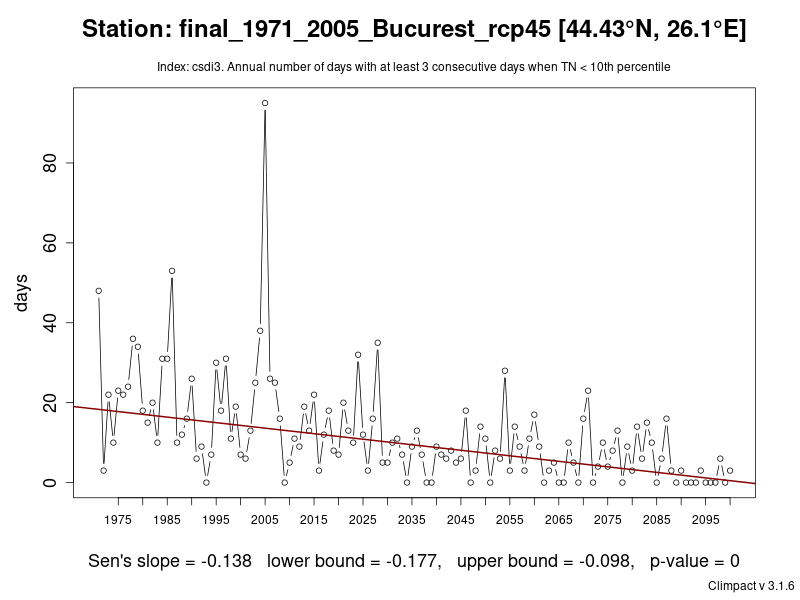 Station: final_1971_2005_Bucurest_rcp45 [44.43°N, 26.1°E]
Index: csdi3. Annual number of days with at least 3 consecutive days when TN < 10th percentile
days
80
60
40
20
0
1975 1985 1995 2005 2015 2025 2035 2045 2055 2065 2075 2085 2095
Sen's slope = -0.138 lower bound = -0.177, upper bound = -0.098, p-value = 0
Climpact v 3.1.6